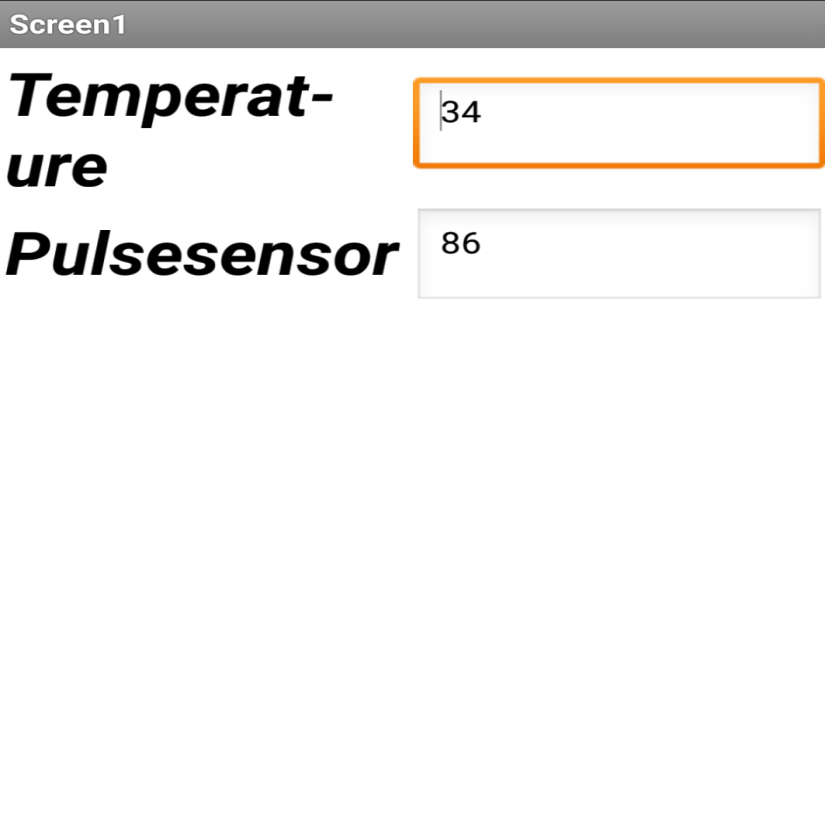 Screen1
Temperat-
ure
34
Pulsesensor
86